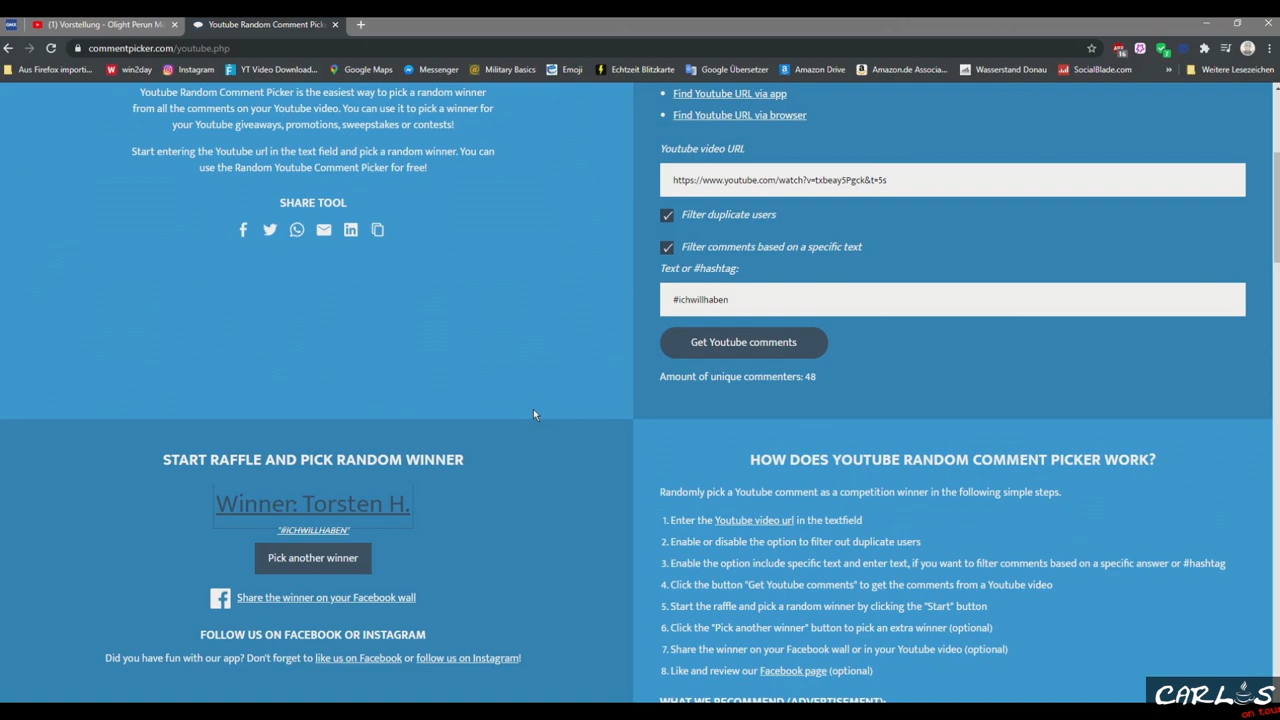 (1) Vorstellung - Olight Perun M
Youtube Random Comment Pick
commentpicker.com/youtube.php
Aus Firefox importi...
win2day
Instagram
YT Video Download...
Google Maps
Messenger
Military Basics
Emoji
Echtzeit Blitzkarte
Google Übersetzer
Amazon Drive
Amazon.de Associa...
Wasserstand Donau
SocialBlade.com
»
Weitere Lesezeichen
Youtube Random Comment Picker is the easiest way to pick a random winner
from all the comments on your Youtube video. You can use it to pick a winner for
your Youtube giveaways, promotions, sweepstakes or contests!
Start entering the Youtube url in the text field and pick a random winner. You can
use the Random Youtube Comment Picker for free!
SHARE TOOL
• Find Youtube URL via app
• Find Youtube URL via browser
Youtube video URL
https://www.youtube.com/watch?v=txbeay5Pgck&t=5s
Filter duplicate users
Filter comments based on a specific text
Text or #hashtag:
#ichwillhaben
Get Youtube comments
Amount of unique commenters: 48
START RAFFLE AND PICK RANDOM WINNER
Winner: Torsten H.
"#ICHWILLHABEN"
Pick another winner
Share the winner on your Facebook wall
FOLLOW US ON FACEBOOK OR INSTAGRAM
Did you have fun with our app? Don't forget to like us on Facebook or follow us on Instagram!
HOW DOES YOUTUBE RANDOM COMMENT PICKER WORK?
Randomly pick a Youtube comment as a competition winner in the following simple steps.
1. Enter the Youtube video url in the textfield
2. Enable or disable the option to filter out duplicate users
3. Enable the option include specific text and enter text, if you want to filter comments based on a specific answer or #hashtag
4. Click the button "Get Youtube comments" to get the comments from a Youtube video
5. Start the raffle and pick a random winner by clicking the "Start" button
6. Click the "Pick another winner" button to pick an extra winner (optional)
7. Share the winner on your Facebook wall or in your Youtube video (optional)
8. Like and review our Facebook page (optional)
WHAT WE RECOMMEND (ADVERTISEMENT):
CARLOS
on tour